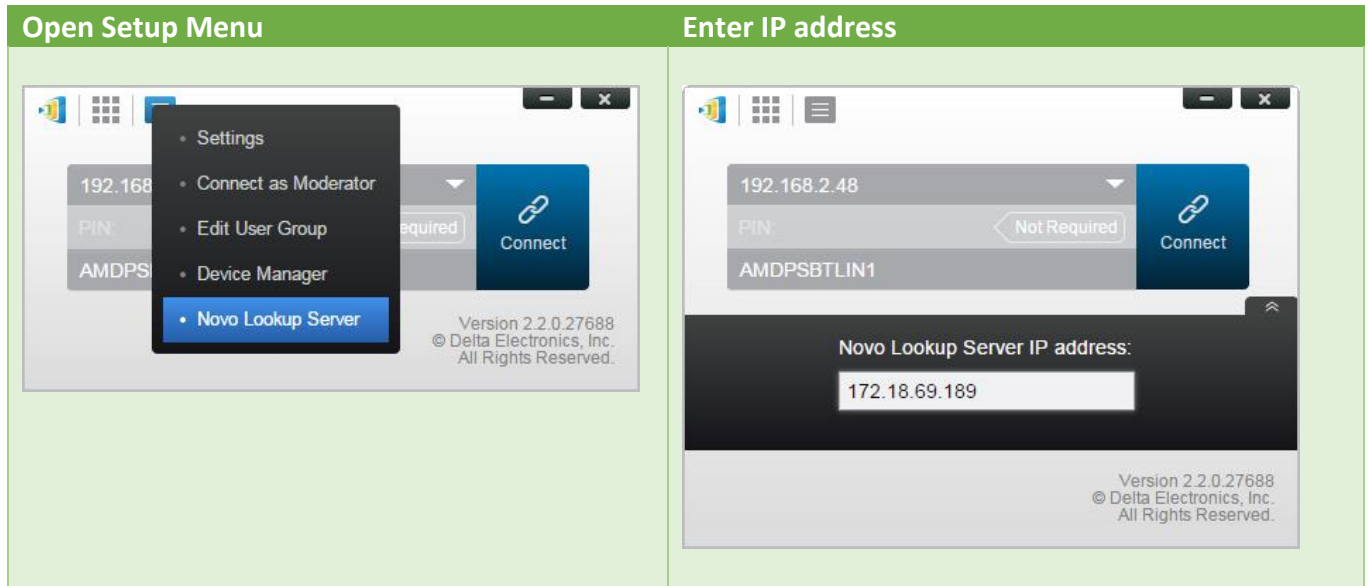 Open Setup Menu
Enter IP address
Settings
Connect as Moderator
Edit User Group
Device Manager
Novo Lookup Server
192.168
PIN:
equired
AMDPS
Connect
Version 2.2.0.27688
© Delta Electronics, Inc.
All Rights Reserved.
192.168.2.48
PIN:
Not Required
AMDPSBTLIN1
Connect
Novo Lookup Server IP address:
172.18.69.189
Version 2.2.0.27688
© Delta Electronics, Inc.
All Rights Reserved.